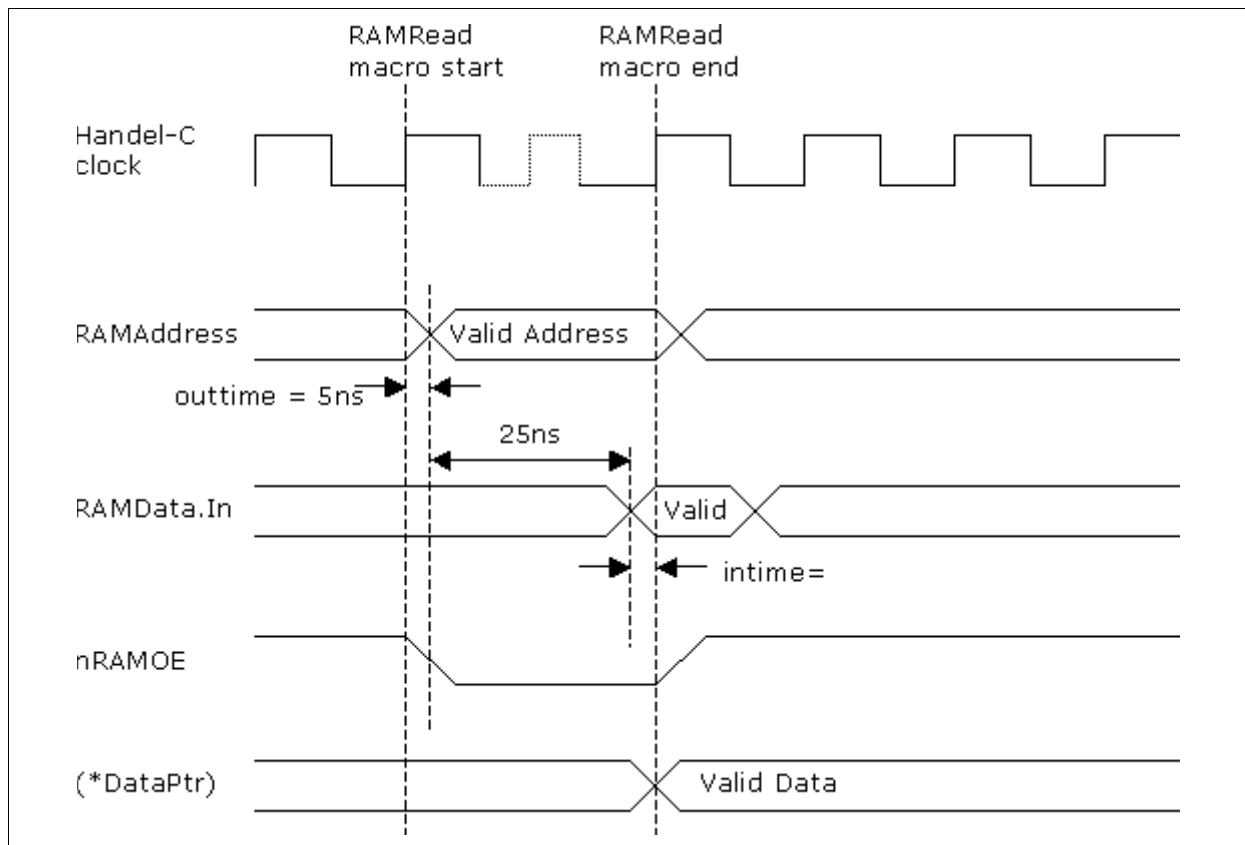 RAMRead
macro start
RAMRead
macro end
Handel-C
clock
RAMAddress
Valid Address
outtime = 5ns
25ns
RAMData.In
Valid
intime=
nRAMOE
(*DataPtr)
Valid Data